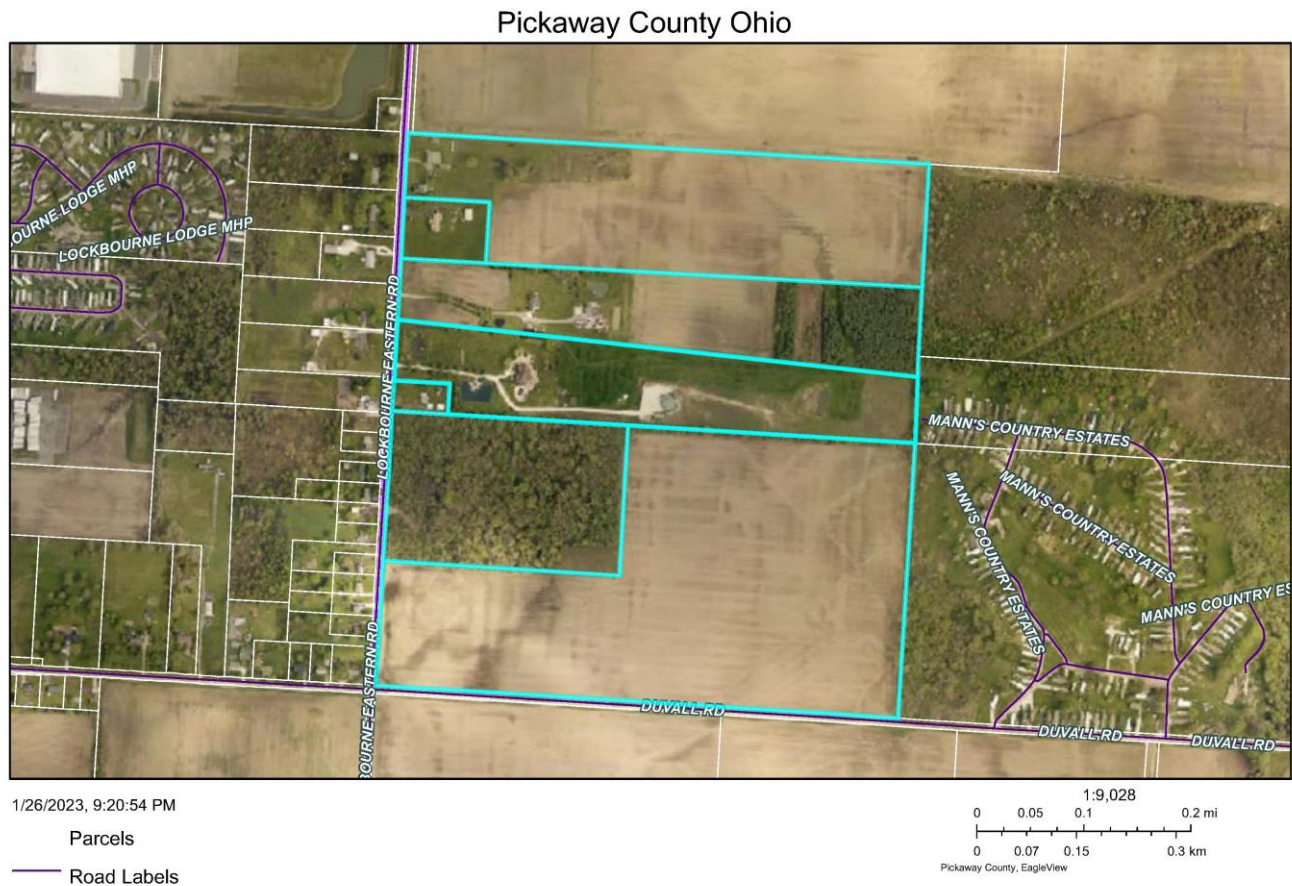 Pickaway County Ohio
OURNE LODGE MHP
LOCKBOURNE LODGE MHP
LOCKBOURNE-EASTERN RD
MANN'S COUNTRY ESTATES
MANN'S COUNTRY ESTATES
MANN'S COUNTRY ESTATES
MANN'S COUNTRY ES
BOURNE-EASTERN RD
DUVALL RD
DUVALL RD
DUVALL RD
1/26/2023, 9:20:54 PM
Parcels
Road Labels
1:9,028
0 0.05 0.1 0.2 mi
0 0.07 0.15 0.3 km
Pickaway County, EagleView